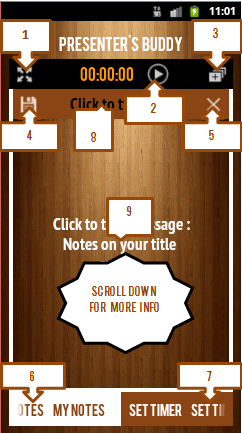 11:01
1
PRESENTER'S BUDDY
3
00:00:00
2
4
Click to t
8
5
9
Click to t sage :
Notes on your title
SCROLL DOWN
FOR MORE INFO
6
7
OTES MY NOTES SET TIMER SET TI